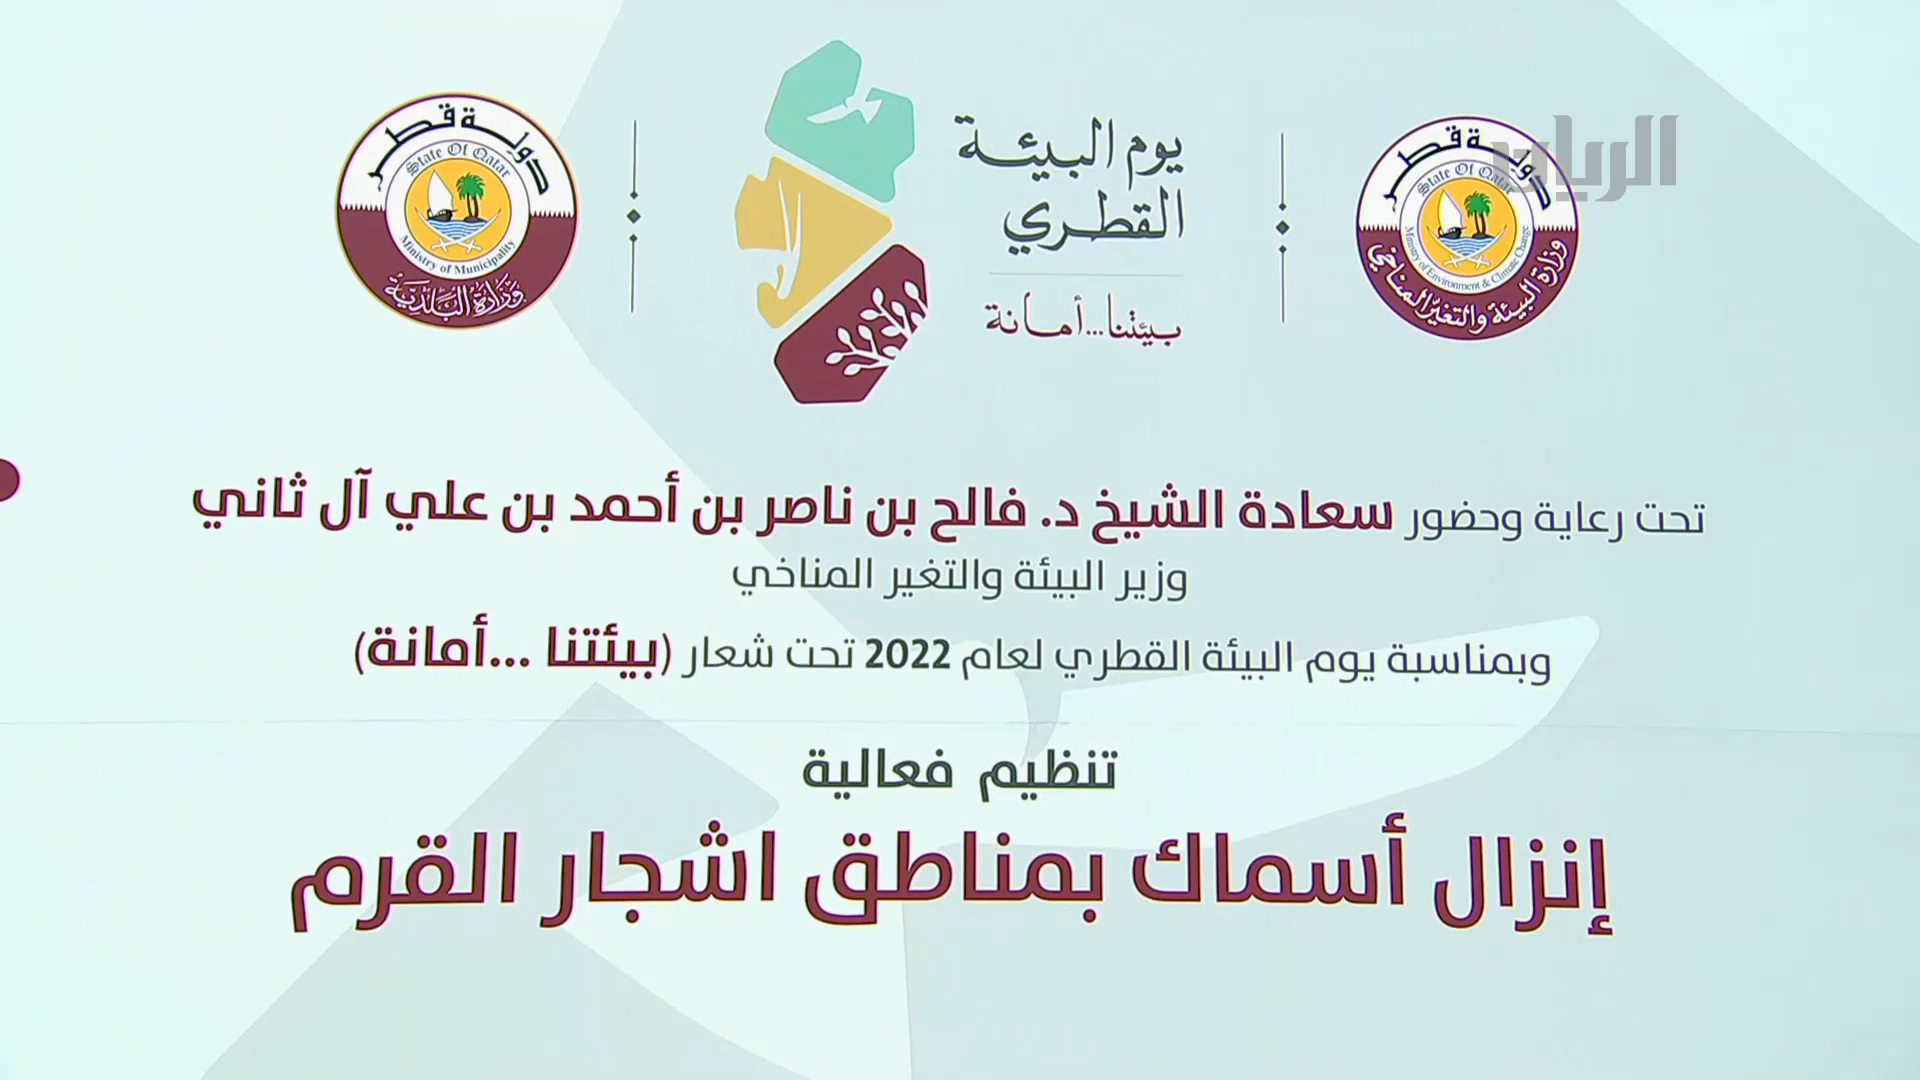 الريان
دولة قطر
State Of Qatar
Ministry of Environment & Climate Change
وزارة البيئة والتغير المناخي
يوم البيئة
القطري
بيئتنا...أمانة
دولة قطر
State Of Qatar
Ministry of Municipality
وزارة البلدية
تحت رعاية وحضور سعادة الشيخ د. فالح بن ناصر بن أحمد بن علي آل ثاني
وزير البيئة والتغير المناخي
وبمناسبة يوم البيئة القطري لعام 2022 تحت شعار (بيئتنا ...أمانة)
تنظيم فعالية
إنزال أسماك بمناطق اشجار القرم